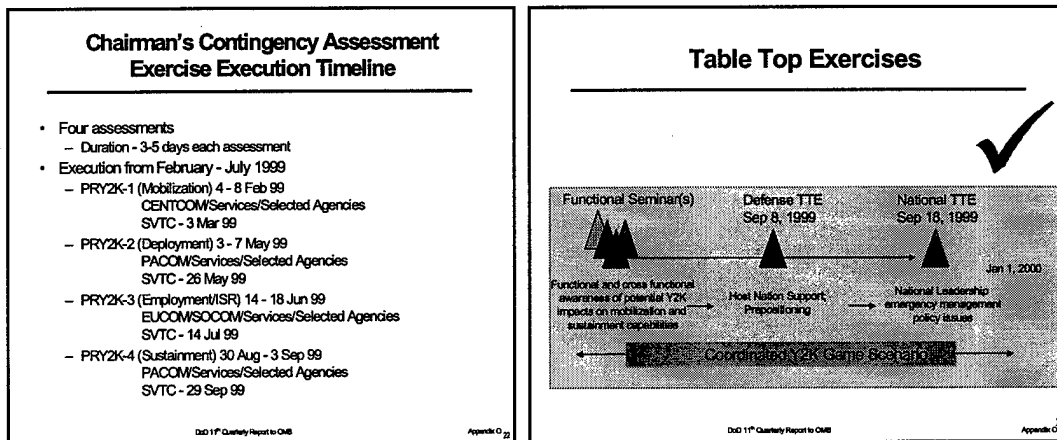 Chairman's Contingency Assessment
Exercise Execution Timeline
• Four assessments
– Duration - 3-5 days each assessment
• Execution from February - July 1999
– PRY2K-1 (Mobilization) 4 - 8 Feb 99
CENTCOM/Services/Selected Agencies
SVTC - 3 Mar 99
– PRY2K-2 (Deployment) 3 - 7 May 99
PACOM/Services/Selected Agencies
SVTC - 26 May 99
– PRY2K-3 (Employment/ISR) 14 - 18 Jun 99
EUCOM/SOCOM/Services/Selected Agencies
SVTC - 14 Jul 99
– PRY2K-4 (Sustainment) 30 Aug - 3 Sep 99
PACOM/Services/Selected Agencies
SVTC - 29 Sep 99
DoD 11th Quarterly Report to OMB
Appendix O 22
Table Top Exercises
Functional Seminar(s)
Defense TTE
Sep 8, 1999
National TTE
Sep 18, 1999
Jan 1, 2000
Functional and cross functional
awareness of potential Y2K
impacts on mobilization and
sustainment capabilities
Host Nation Support;
Prepositioning
National Leadership
emergency management
policy issues
Coordinated Y2K Game Scenario
DoD 11th Quarterly Report to OMB
Appendix O